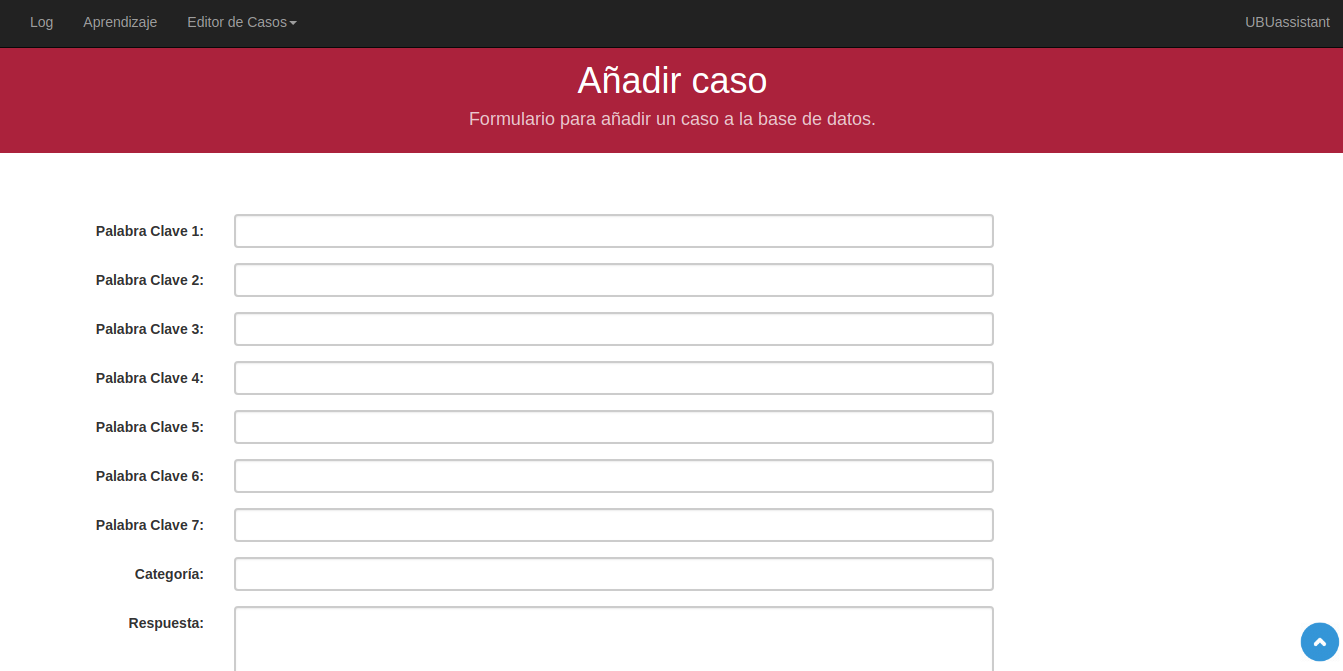 Log Aprendizaje Editor de Casos UBUassistant
Añadir caso
Formulario para añadir un caso a la base de datos.
Palabra Clave 1:
Palabra Clave 2:
Palabra Clave 3:
Palabra Clave 4:
Palabra Clave 5:
Palabra Clave 6:
Palabra Clave 7:
Categoría:
Respuesta: